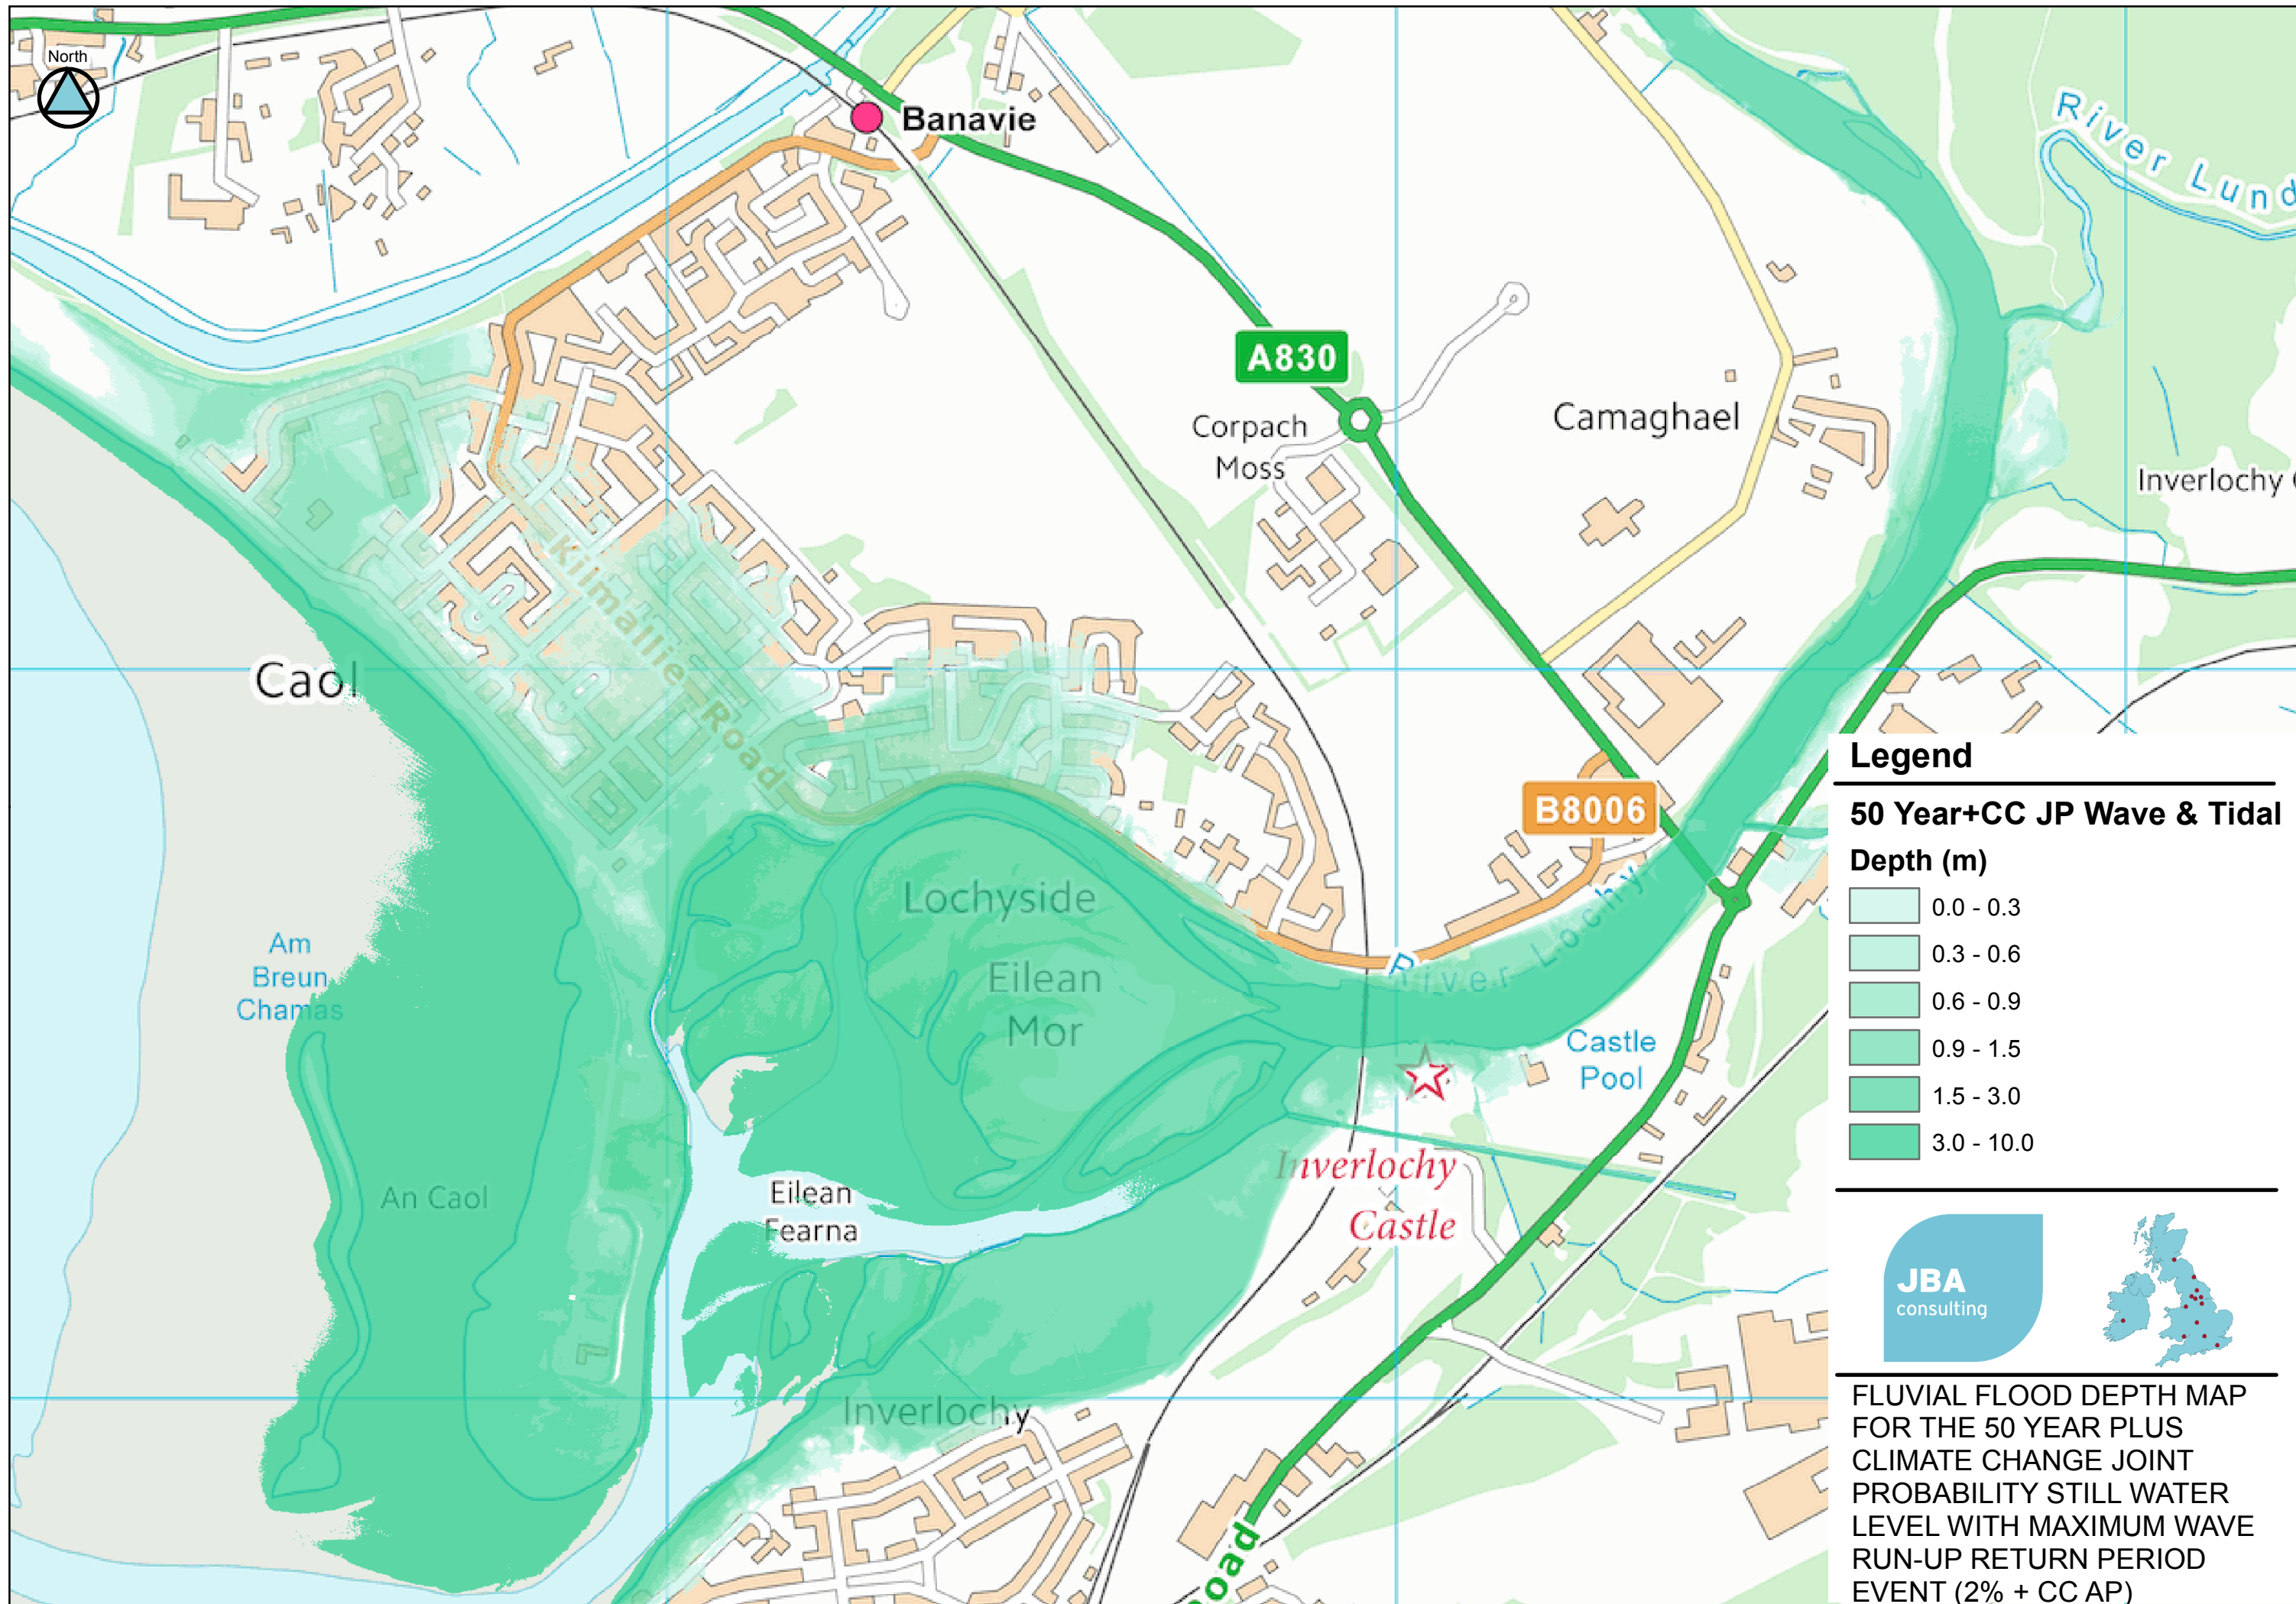 North
Banavie
River Lund
A830
Corpach
Moss
Camaghael
Inverlochy
Kilmallie Road
Caol
B8006
Lochyside
Eilean
Mor
River Lochy
Am
Breun
Chamas
Castle
Pool
An Caol
Eilean
Fearna
Inverlochy
Castle
Inverlochy
Road
Legend
50 Year+CC JP Wave & Tidal
Depth (m)
0.0 - 0.3
0.3 - 0.6
0.6 - 0.9
0.9 - 1.5
1.5 - 3.0
3.0 - 10.0
JBA
consulting
FLUVIAL FLOOD DEPTH MAP
FOR THE 50 YEAR PLUS
CLIMATE CHANGE JOINT
PROBABILITY STILL WATER
LEVEL WITH MAXIMUM WAVE
RUN-UP RETURN PERIOD
EVENT (2% + CC AP)